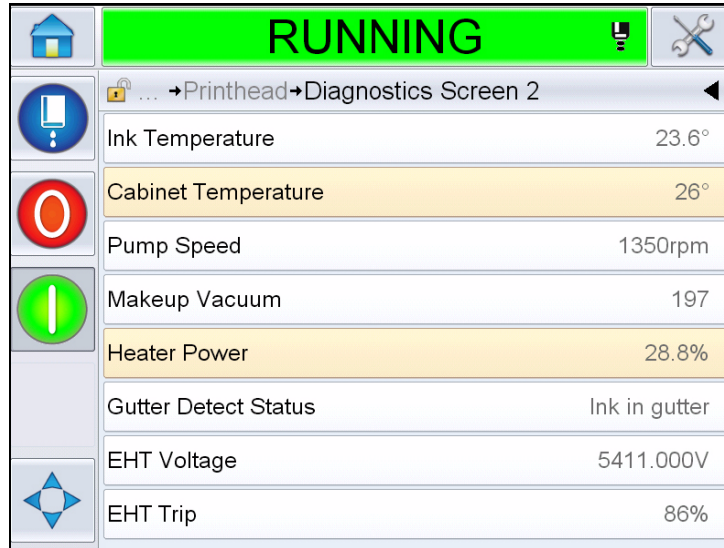 RUNNING
... →Printhead→Diagnostics Screen 2
Ink Temperature 23.6°
Cabinet Temperature 26°
Pump Speed 1350rpm
Makeup Vacuum 197
Heater Power 28.8%
Gutter Detect Status Ink in gutter
EHT Voltage 5411.000V
EHT Trip 86%